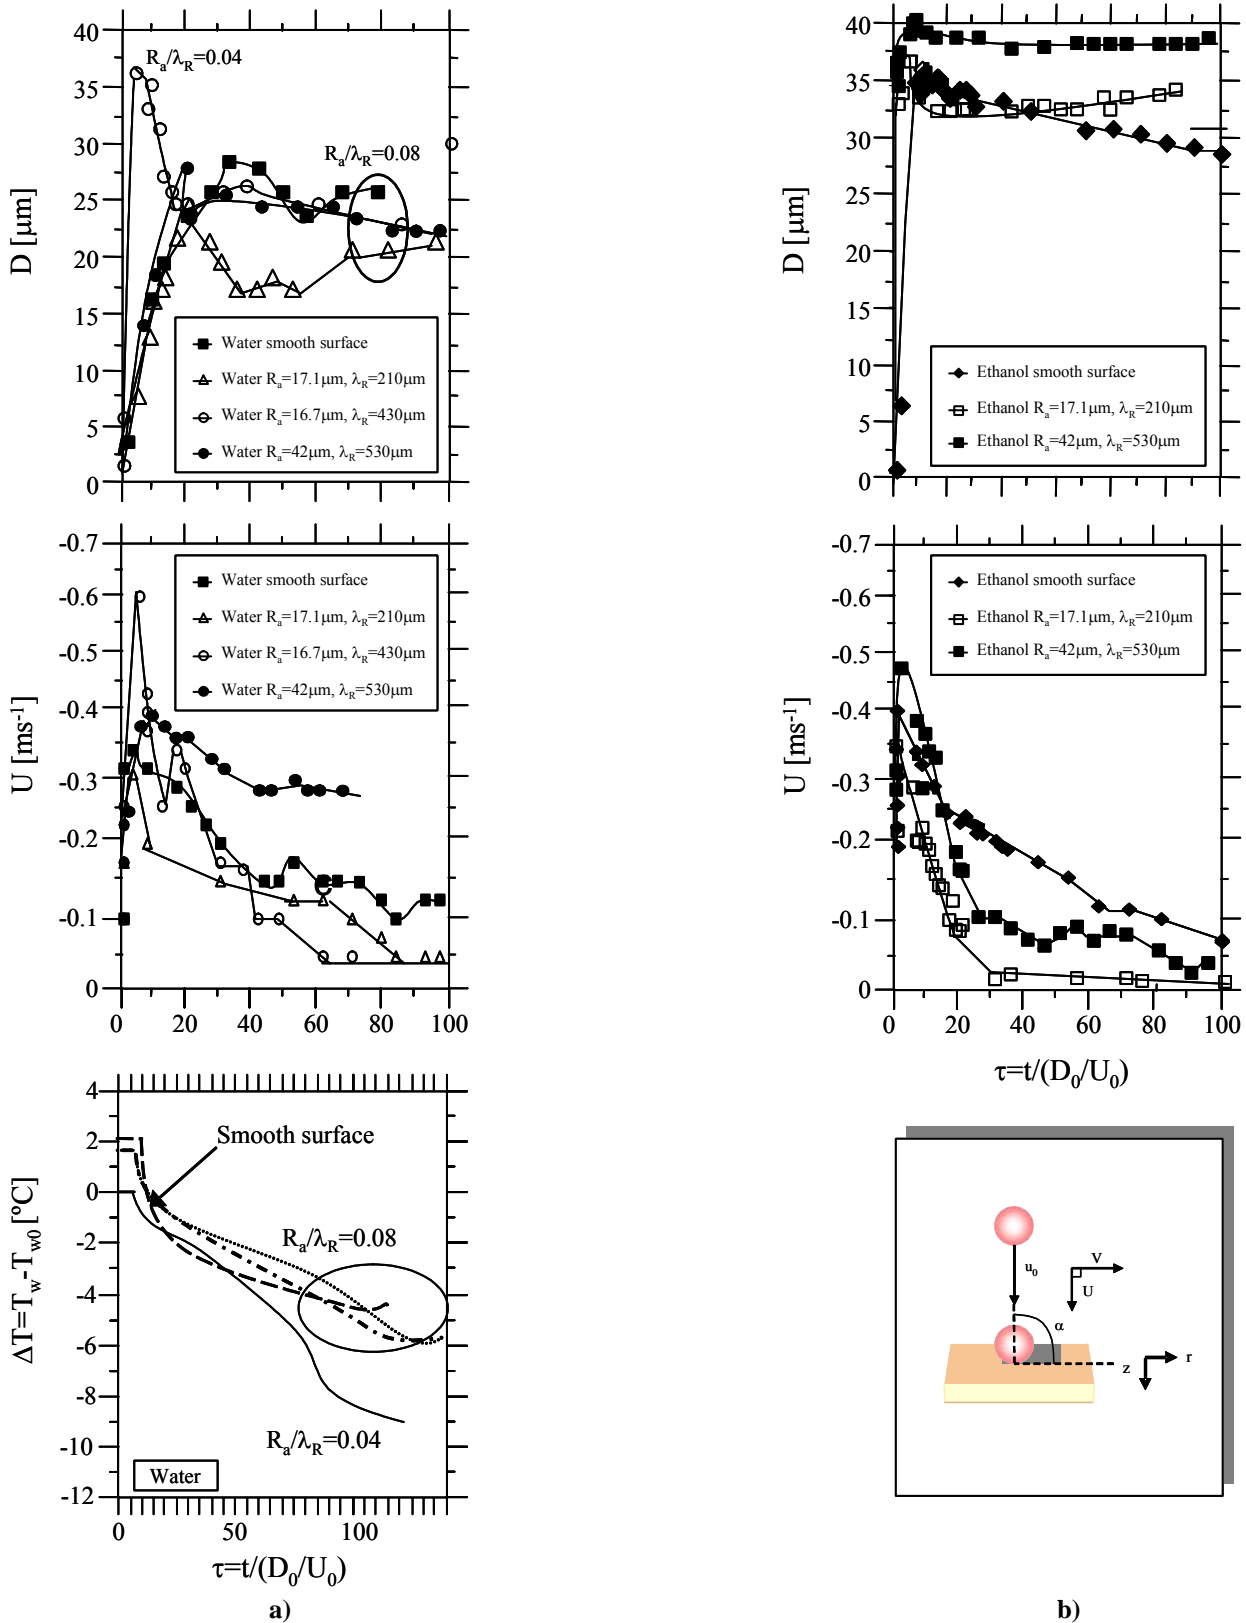 40
35
30
25
20
15
10
5
0
D [μm]
Ra/λR=0.04
Ra/λR=0.08
Water smooth surface
Water Ra=17.1μm, λR=210μm
Water Ra=16.7μm, λR=430μm
Water Ra=42μm, λR=530μm
40
35
30
25
20
15
10
5
0
D [μm]
Ethanol smooth surface
Ethanol Ra=17.1μm, λR=210μm
Ethanol Ra=42μm, λR=530μm
-0.7
-0.6
-0.5
-0.4
-0.3
-0.2
-0.1
0
U [ms-1]
Water smooth surface
Water Ra=17.1μm, λR=210μm
Water Ra=16.7μm, λR=430μm
Water Ra=42μm, λR=530μm
0 20 40 60 80 100
-0.7
-0.6
-0.5
-0.4
-0.3
-0.2
-0.1
0
U [ms-1]
Ethanol smooth surface
Ethanol Ra=17.1μm, λR=210μm
Ethanol Ra=42μm, λR=530μm
0 20 40 60 80 100
τ=t/(D0/U0)
4
2
0
-2
-4
-6
-8
-10
-12
ΔT=Tw-Tw0 [ºC]
Smooth surface
Ra/λR=0.08
Ra/λR=0.04
Water
0 50 100
τ=t/(D0/U0)
a)
u0
V
U
α
z
r
b)